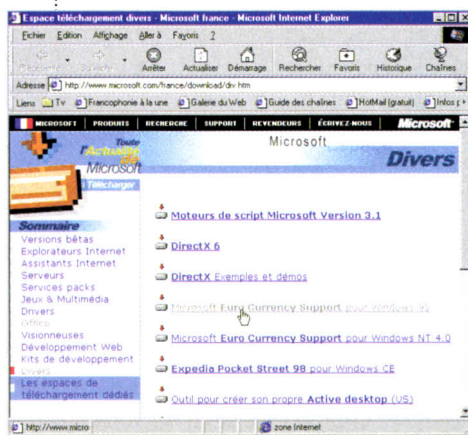 Espace téléchargement divers - Microsoft france - Microsoft Internet Explorer
Fichier Edition Affichage Aller à Favoris ?
Arrêter Actualiser Démarrage Rechercher Favoris Historique Chaînes
Adresse http://www.microsoft.com/france/download/div.htm
Liens Tv Francophonie à la une Galerie du Web Guide des chaînes HotMail (gratuit)
MICROSOFT PRODUITS RECHERCHE SUPPORT REVENDEURS ÉCRIVEZ-NOUS Microsoft
Toute
l'Actualité
de
Microsoft
Télécharger
Microsoft
Divers
Sommaire
Versions bêtas
Explorateurs Internet
Assistants Internet
Serveurs
Services packs
Jeux & Multimédia
Drivers
Office
Visionneuses
Développement Web
Kits de développement
Divers
Les espaces de
téléchargement dédiés
Moteurs de script Microsoft Version 3.1
DirectX 6
DirectX Exemples et démos
Microsoft Euro Currency Support pour Windows 95
Microsoft Euro Currency Support pour Windows NT 4.0
Expedia Pocket Street 98 pour Windows CE
Outil pour créer son propre Active desktop (US)
http://www.micro
zone Internet